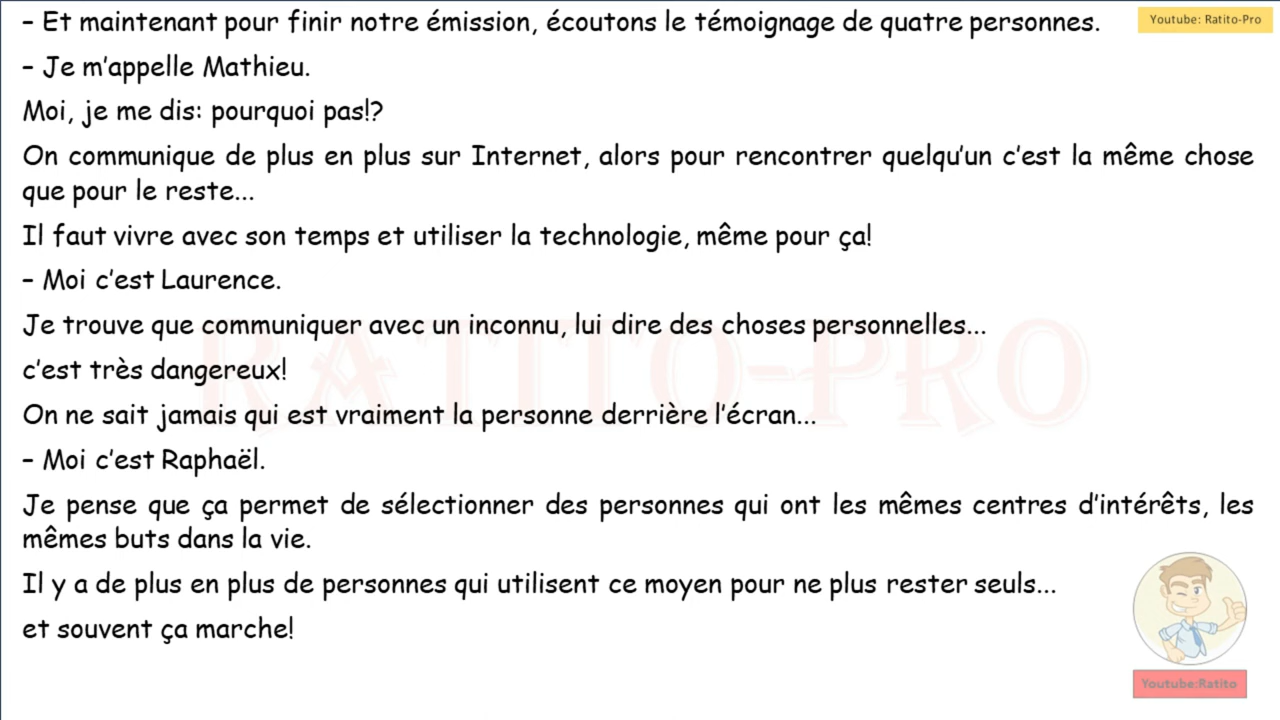 – Et maintenant pour finir notre émission, écoutons le témoignage de quatre personnes.
Youtube: Ratito-Pro
– Je m’appelle Mathieu.
Moi, je me dis: pourquoi pas!?
On communique de plus en plus sur Internet, alors pour rencontrer quelqu’un c’est la même chose
que pour le reste...
Il faut vivre avec son temps et utiliser la technologie, même pour ça!
– Moi c’est Laurence.
Je trouve que communiquer avec un inconnu, lui dire des choses personnelles...
RATITO-PRO
c’est très dangereux!
On ne sait jamais qui est vraiment la personne derrière l’écran...
– Moi c’est Raphaël.
Je pense que ça permet de sélectionner des personnes qui ont les mêmes centres d’intérêts, les
mêmes buts dans la vie.
Il y a de plus en plus de personnes qui utilisent ce moyen pour ne plus rester seuls...
et souvent ça marche!
Youtube:Ratito